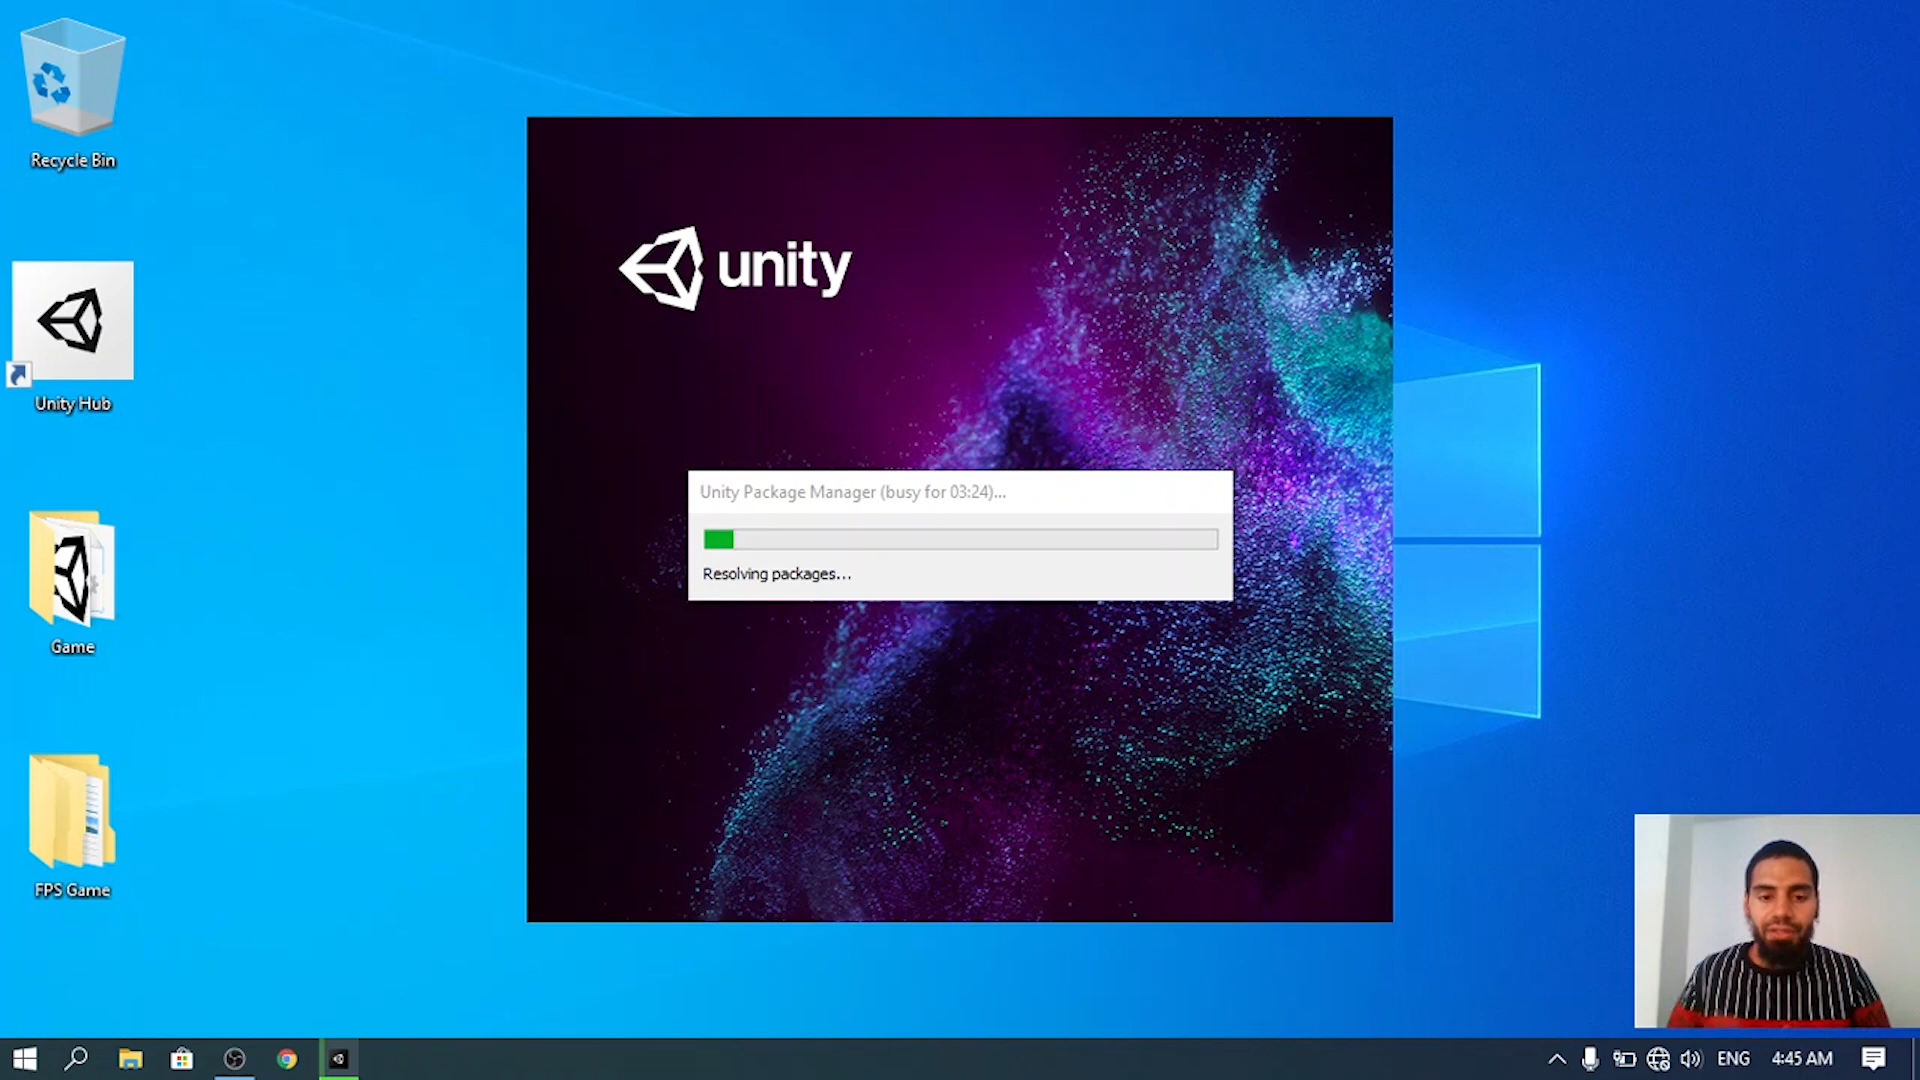 Recycle Bin
Unity Hub
Game
FPS Game
unity
Unity Package Manager (busy for 03:24)...
Resolving packages...
ENG
4:45 AM